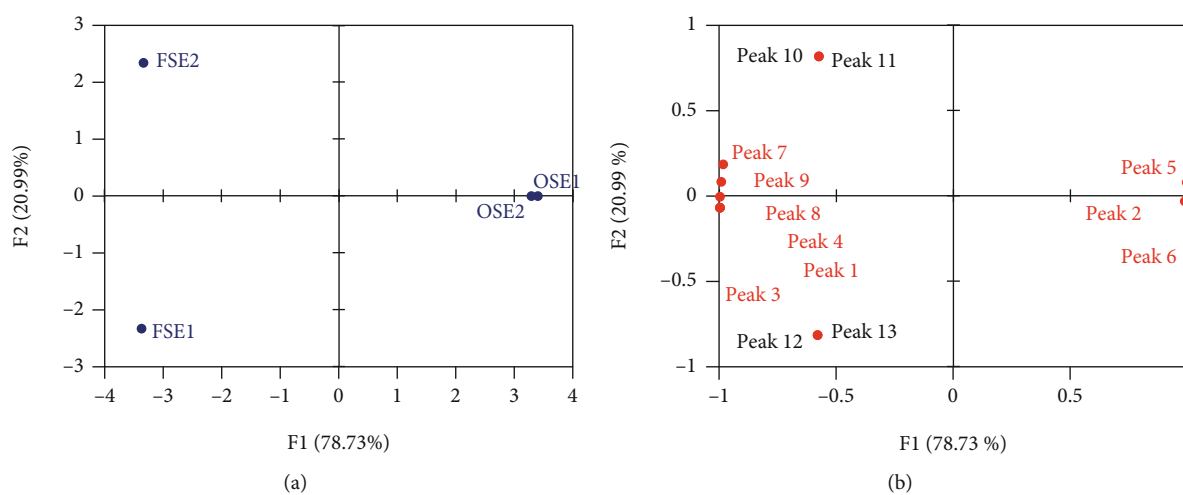 3
2
1
0
−1
−2
−3
F2 (20.99%)
FSE2
OSE1
OSE2
FSE1
−4 −3 −2 −1 0 1 2 3 4
F1 (78.73%)
(a)
1
0.5
0
−0.5
−1
F2 (20.99 %)
Peak 10 Peak 11
Peak 7
Peak 9
Peak 8
Peak 4
Peak 1
Peak 3
Peak 12 Peak 13
Peak 5
Peak 2
Peak 6
−1 −0.5 0 0.5
F1 (78.73 %)
(b)